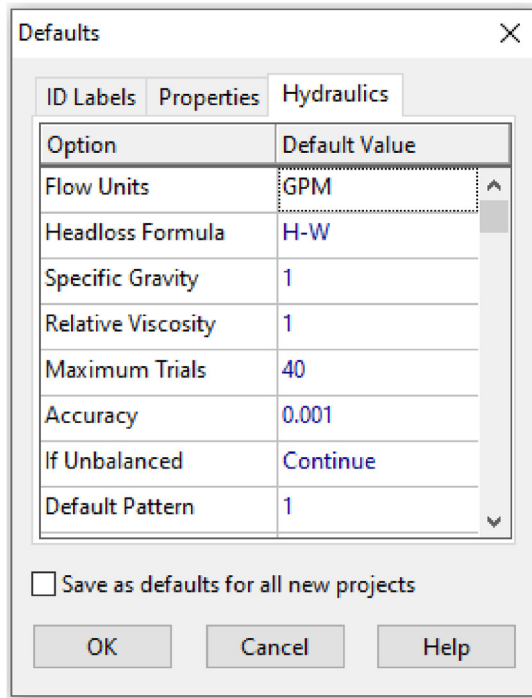 Defaults
ID Labels Properties Hydraulics
Option Default Value
Flow Units GPM
Headloss Formula H-W
Specific Gravity 1
Relative Viscosity 1
Maximum Trials 40
Accuracy 0.001
If Unbalanced Continue
Default Pattern 1
Save as defaults for all new projects
OK Cancel Help